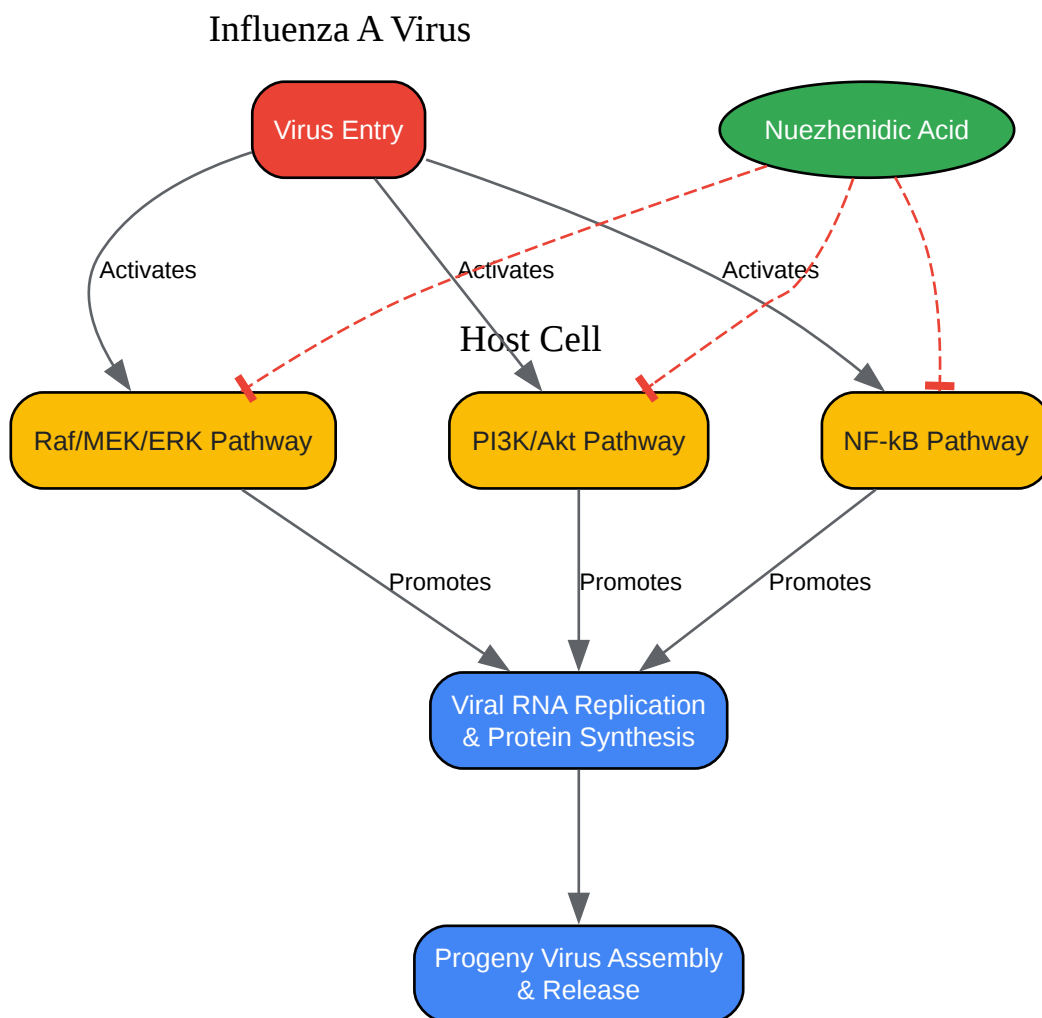 Influenza A Virus
Virus Entry
Nuezhenidic Acid
Activates
Activates
Activates
Host Cell
Raf/MEK/ERK Pathway
PI3K/Akt Pathway
NF-kB Pathway
Promotes
Promotes
Promotes
Viral RNA Replication
& Protein Synthesis
Progeny Virus Assembly
& Release